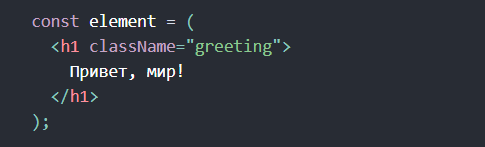 const element = (
  <h1 className="greeting">
    Привет, мир!
  </h1>
);